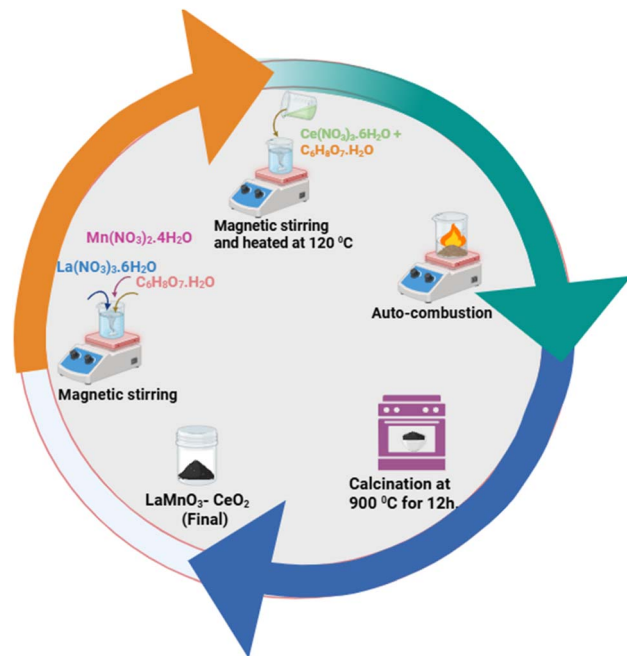 Ce(NO₃)₃.6H₂O +
C₆H₈O₇.H₂O
Magnetic stirring
and heated at 120 ⁰C
Mn(NO₃)₂.4H₂O
La(NO₃)₃.6H₂O
C₆H₈O₇.H₂O
Magnetic stirring
Auto-combustion
Calcination at
900 ⁰C for 12h.
LaMnO₃- CeO₂
(Final)